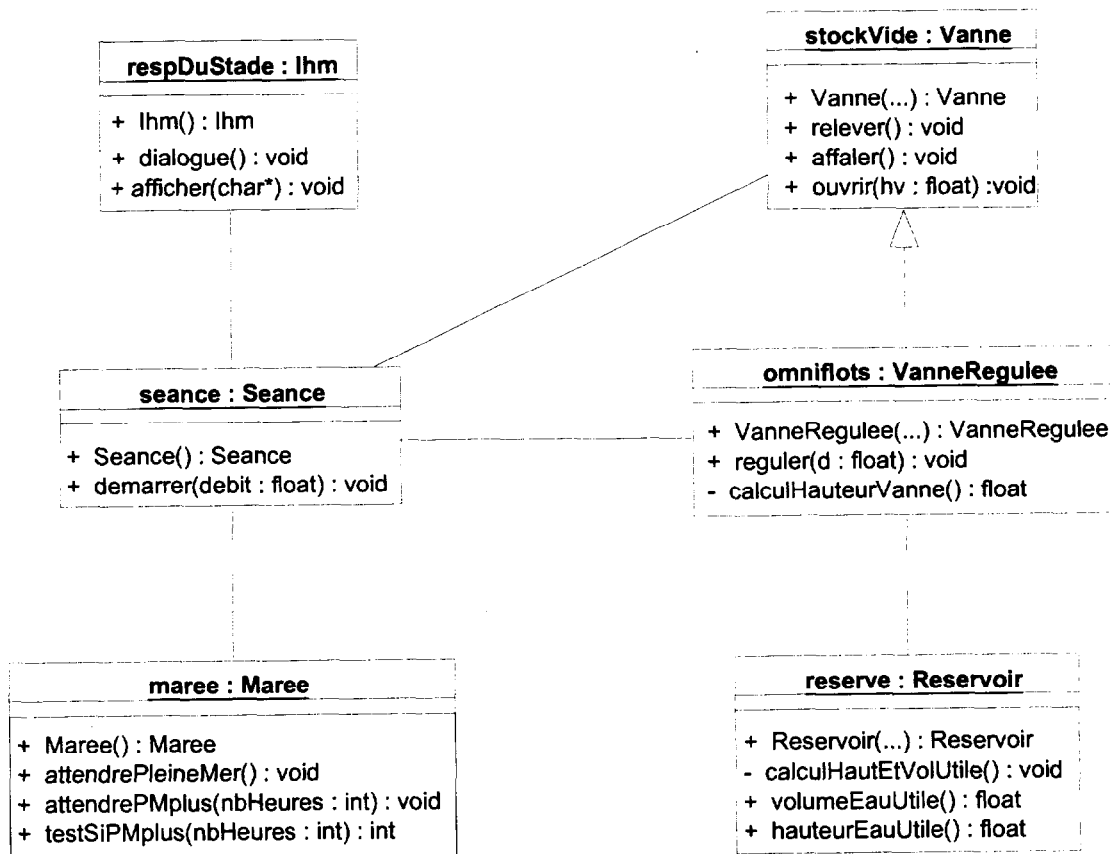 respDuStade : Ihm
+ Ihm() : Ihm
+ dialogue() : void
+ afficher(char*) : void
stockVide : Vanne
+ Vanne(...) : Vanne
+ relever() : void
+ affaler() : void
+ ouvrir(hv : float) :void
seance : Seance
+ Seance() : Seance
+ demarrer(debit : float) : void
omniflots : VanneRegulee
+ VanneRegulee(...) : VanneRegulee
+ reguler(d : float) : void
- calculHauteurVanne() : float
maree : Maree
+ Maree() : Maree
+ attendrePleineMer() : void
+ attendrePMplus(nbHeures : int) : void
+ testSiPMplus(nbHeures : int) : int
reserve : Reservoir
+ Reservoir(...) : Reservoir
- calculHautEtVolUtile() : void
+ volumeEauUtile() : float
+ hauteurEauUtile() : float